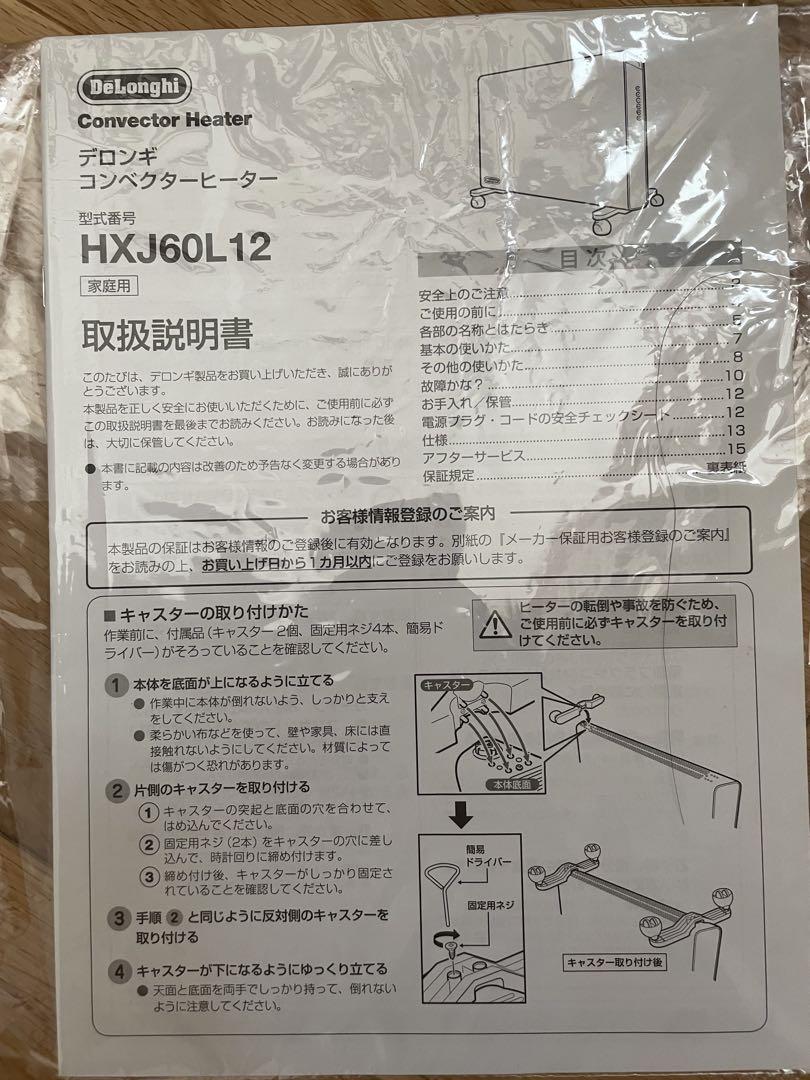 DeLonghi
Convector Heater
デロンギ
コンベクターヒーター
型式番号
HXJ60L12
家庭用
取扱説明書
このたびは、デロンギ製品をお買い上げいただき、誠にありが
とうございます。
本製品を正しく安全にお使いいただくために、ご使用前に必ず
この取扱説明書を最後までお読みください。お読みになった後
は、大切に保管してください。
● 本書に記載の内容は改善のため予告なく変更する場合があり
ます。
目次
安全上のご注意
ご使用の前に
各部の名称とはたらき
基本の使いかた 7
その他の使いかた 8
故障かな？ 10
お手入れ／保管 12
電源プラグ・コードの安全チェックシート 12
仕様 13
アフターサービス 15
保証規定 裏表紙
お客様情報登録のご案内
本製品の保証はお客様情報のご登録後に有効となります。別紙の『メーカー保証用お客様登録のご案内』
をお読みの上、お買い上げ日から1カ月以内にご登録をお願いします。
■キャスターの取り付けかた
作業前に、付属品（キャスター2個、固定用ネジ4本、簡易ド
ライバー）がそろっていることを確認してください。
ヒーターの転倒や事故を防ぐため、
ご使用前に必ずキャスターを取り付
けてください。
1 本体を底面が上になるように立てる
● 作業中に本体が倒れないよう、しっかりと支え
をしてください。
● 柔らかい布などを使って、壁や家具、床には直
接触れないようにしてください。材質によって
は傷がつく恐れがあります。
2 片側のキャスターを取り付ける
① キャスターの突起と底面の穴を合わせて、
はめ込んでください。
② 固定用ネジ（2本）をキャスターの穴に差し
込んで、時計回りに締め付けます。
③ 締め付け後、キャスターがしっかり固定さ
れていることを確認してください。
3 手順 2 と同じように反対側のキャスターを
取り付ける
4 キャスターが下になるようにゆっくり立てる
● 天面と底面を両手でしっかり持って、倒れない
ように注意してください。
キャスター
本体底面
簡易
ドライバー
固定用ネジ
キャスター取り付け後